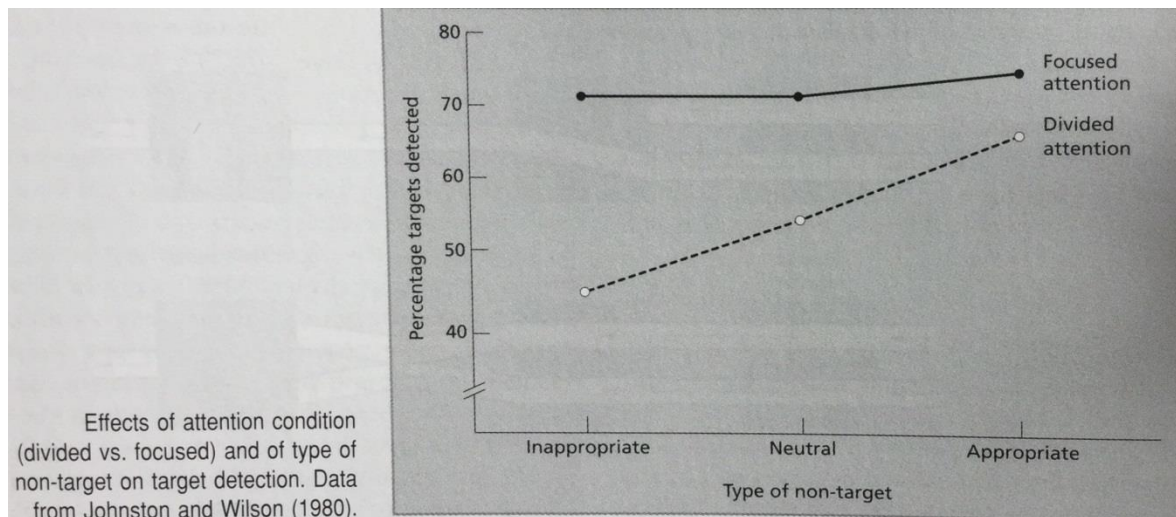 80
70
60
50
40
Percentage targets detected
Focused
attention
Divided
attention
Inappropriate
Neutral
Appropriate
Type of non-target
Effects of attention condition
(divided vs. focused) and of type of
non-target on target detection. Data
from Johnston and Wilson (1980).